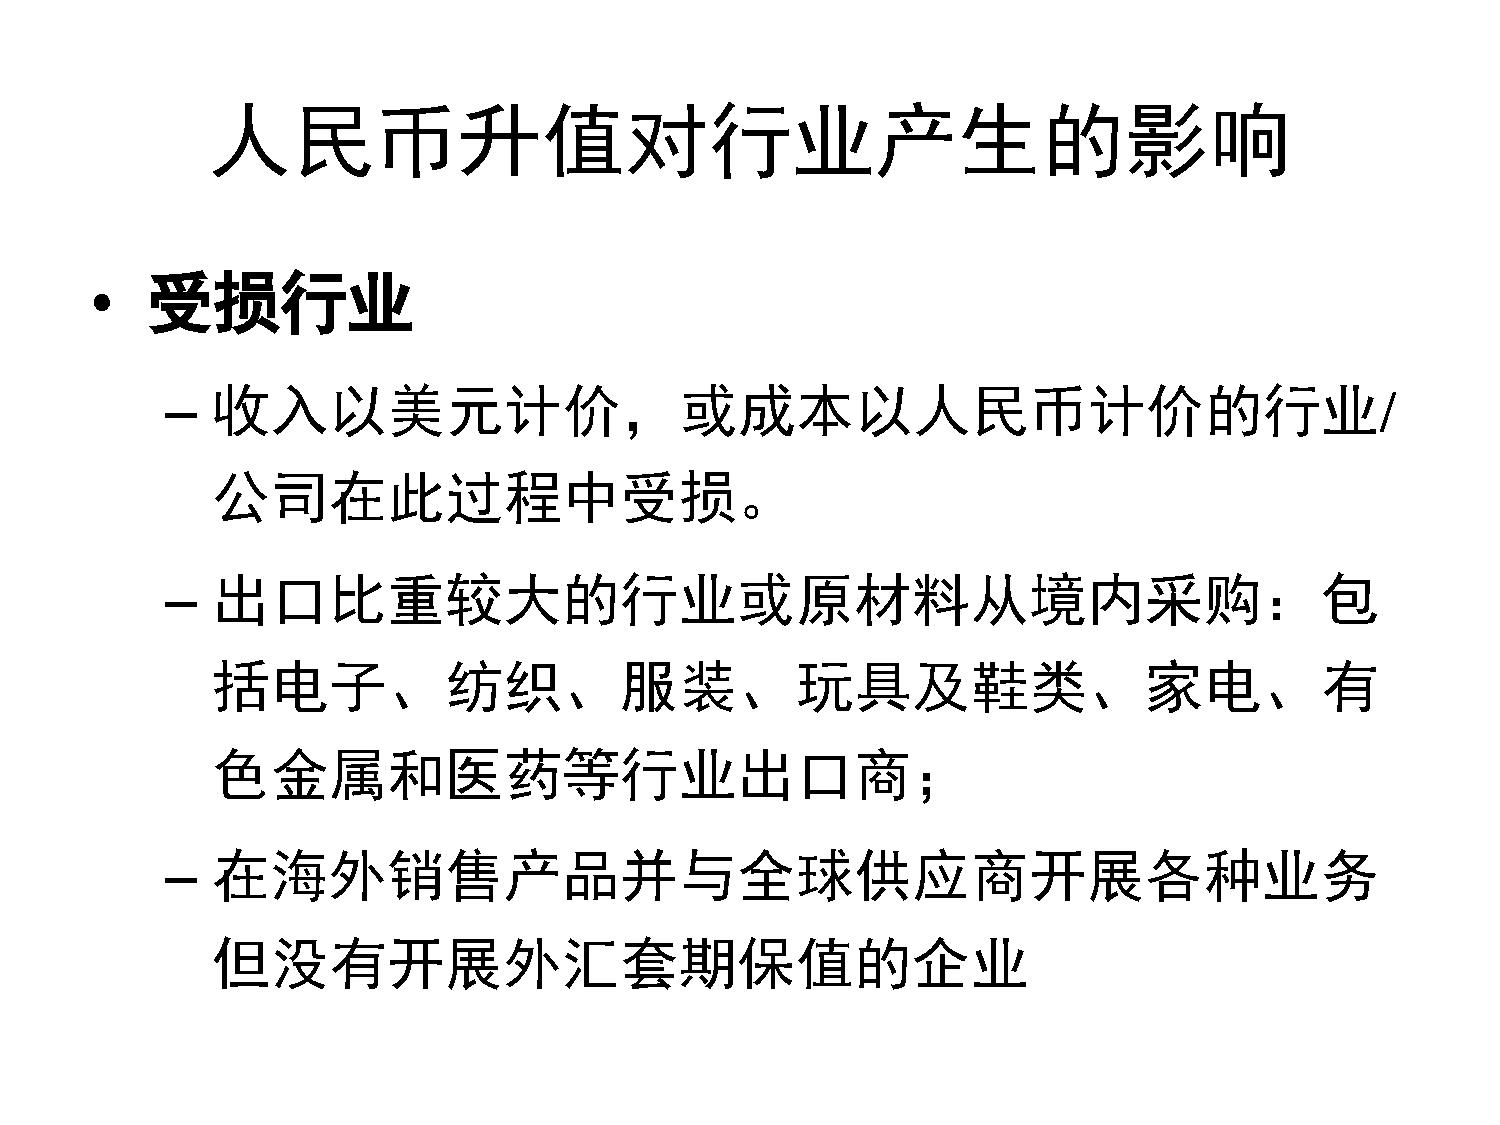 人民币升值对行业产生的影响
• 受损行业
– 收入以美元计价，或成本以人民币计价的行业/
公司在此过程中受损。
– 出口比重较大的行业或原材料从境内采购：包
括电子、纺织、服装、玩具及鞋类、家电、有
色金属和医药等行业出口商；
– 在海外销售产品并与全球供应商开展各种业务
但没有开展外汇套期保值的企业